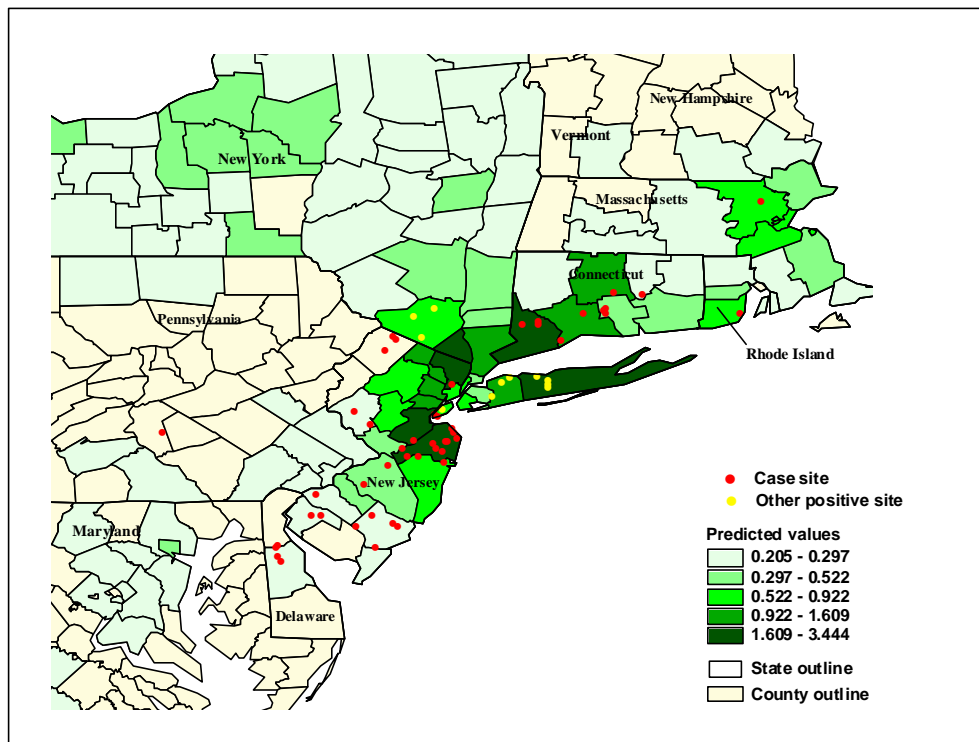 New Hampshire
Vermont
New York
Massachusetts
Connecticut
Pennsylvania
Rhode Island
New Jersey
Maryland
Delaware
Case site
Other positive site
Predicted values
0.205 - 0.297
0.297 - 0.522
0.522 - 0.922
0.922 - 1.609
1.609 - 3.444
State outline
County outline